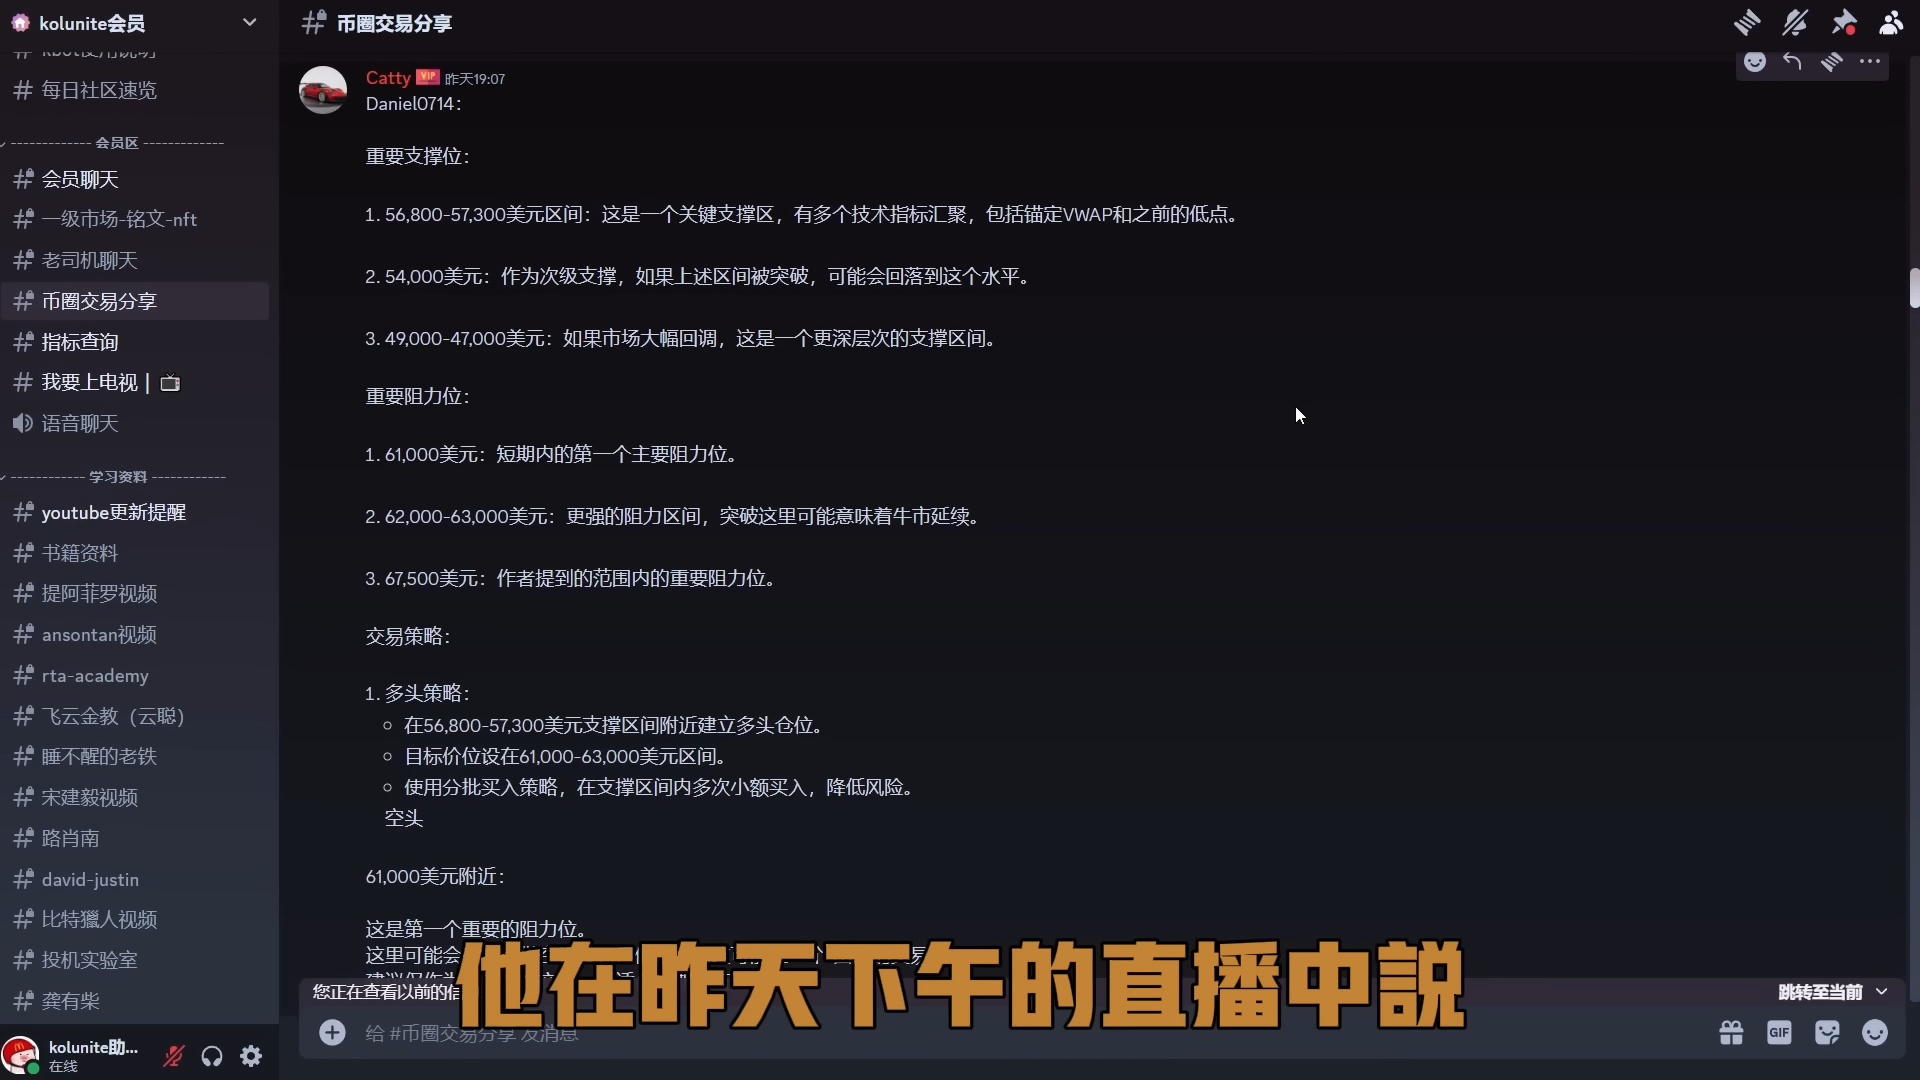 kolunite会员
每日社区速览
------------- 会员区 -------------
会员聊天
一级市场-铭文-nft
老司机聊天
币圈交易分享
指标查询
我要上电视 | 📺
语音聊天
------------ 学习资料 ------------
youtube更新提醒
书籍资料
提阿菲罗视频
ansontan视频
rta-academy
飞云金教（云聪）
睡不醒的老铁
宋建毅视频
路肖南
david-justin
比特獵人视频
投机实验室
龚有柴
kolunite助...
在线
币圈交易分享
Catty VIP 昨天19:07
Daniel0714：
重要支撑位：
1. 56,800-57,300美元区间：这是一个关键支撑区，有多个技术指标汇聚，包括锚定VWAP和之前的低点。
2. 54,000美元：作为次级支撑，如果上述区间被突破，可能会回落到这个水平。
3. 49,000-47,000美元：如果市场大幅回调，这是一个更深层次的支撑区间。
重要阻力位：
1. 61,000美元：短期内的第一个主要阻力位。
2. 62,000-63,000美元：更强的阻力区间，突破这里可能意味着牛市延续。
3. 67,500美元：作者提到的范围内的重要阻力位。
交易策略：
1. 多头策略：
在56,800-57,300美元支撑区间附近建立多头仓位。
目标价位设在61,000-63,000美元区间。
使用分批买入策略，在支撑区间内多次小额买入，降低风险。
空头
61,000美元附近：
这是第一个重要的阻力位。
这里可能会
他在昨天下午的直播中説
您正在查看以前的信
跳转至当前
给 #币圈交易分享 发消息
GIF